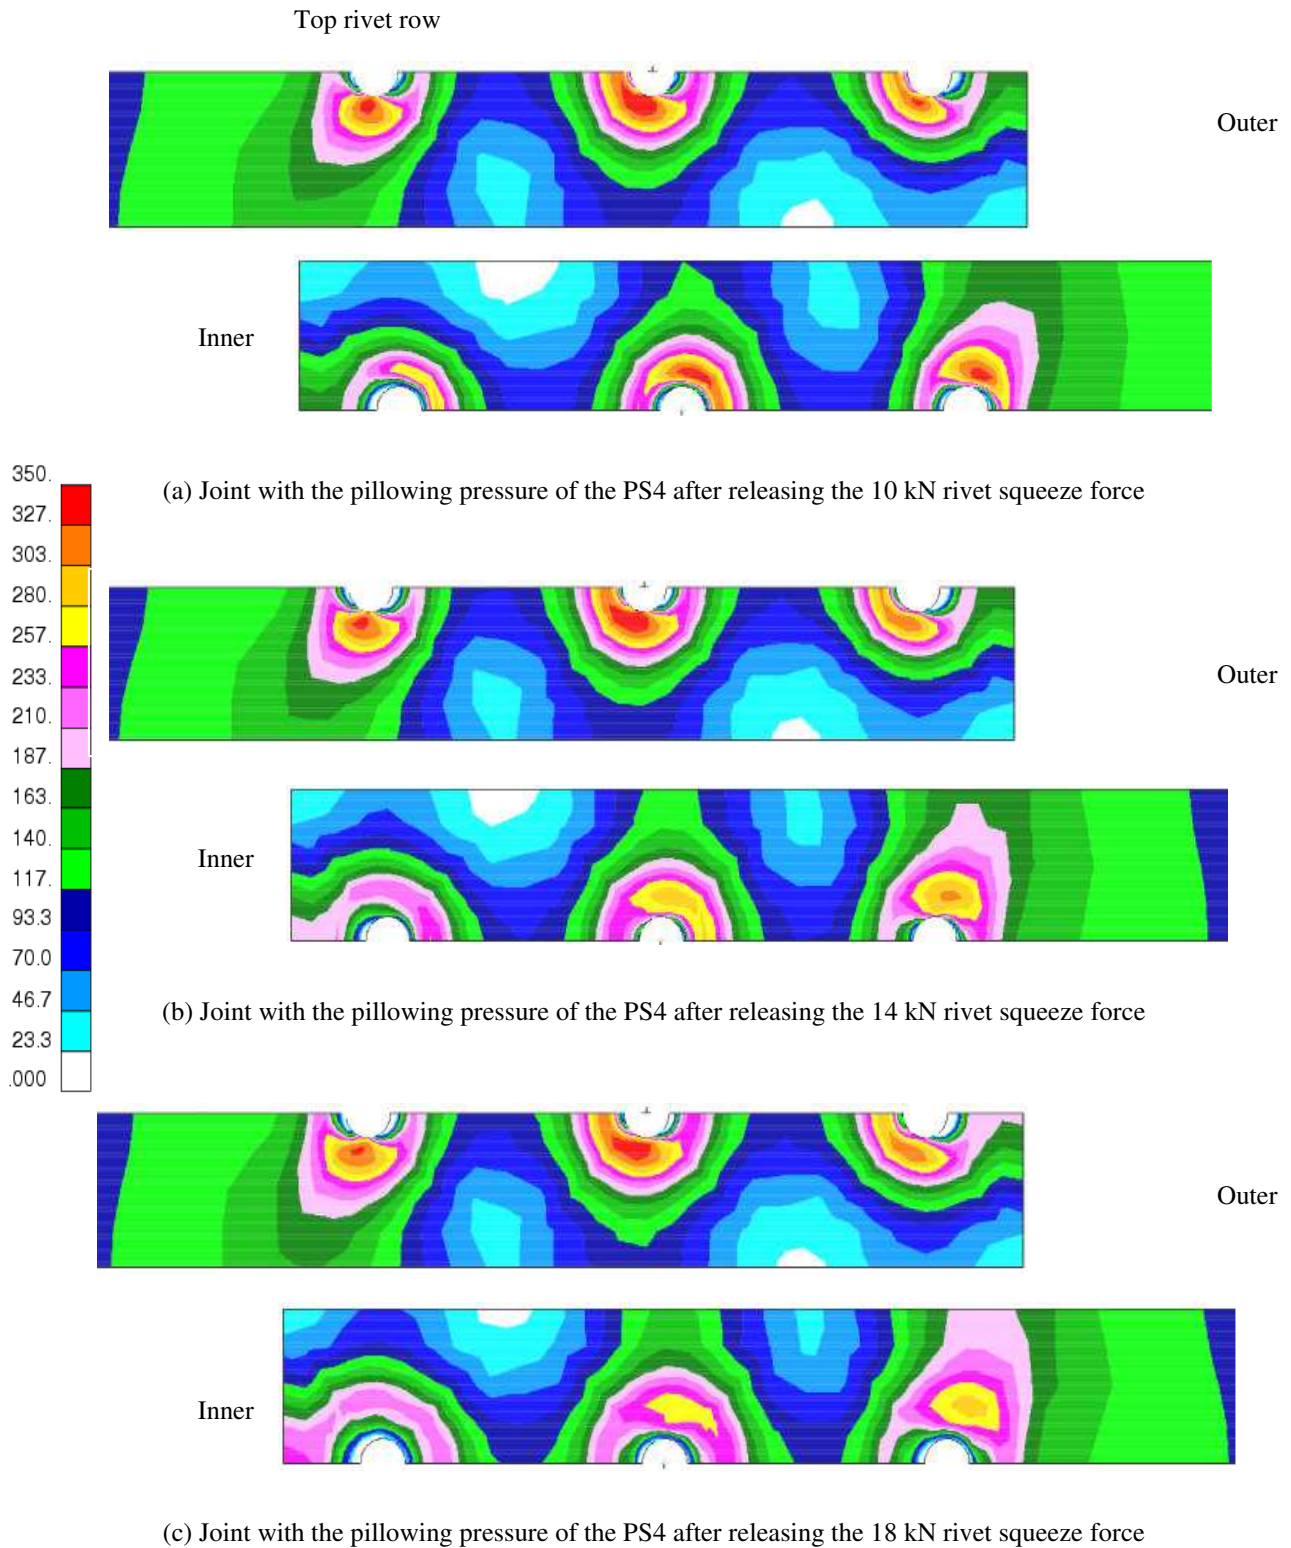 Top rivet row
Outer
Inner
(a) Joint with the pillowing pressure of the PS4 after releasing the 10 kN rivet squeeze force
350.
327.
303.
280.
257.
233.
210.
187.
163.
140.
117.
93.3
70.0
46.7
23.3
.000
Outer
Inner
(b) Joint with the pillowing pressure of the PS4 after releasing the 14 kN rivet squeeze force
Outer
Inner
(c) Joint with the pillowing pressure of the PS4 after releasing the 18 kN rivet squeeze force